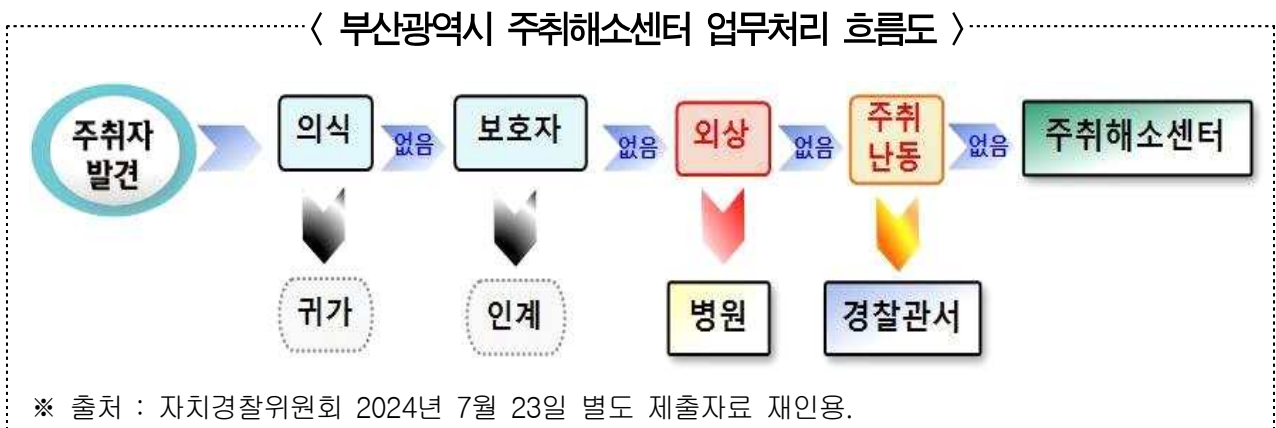 〈 부산광역시 주취해소센터 업무처리 흐름도 〉
주취자
발견
의식
없음
보호자
없음
외상
없음
주취
난동
없음
주취해소센터
귀가
인계
병원
경찰관서
※ 출처 : 자치경찰위원회 2024년 7월 23일 별도 제출자료 재인용.